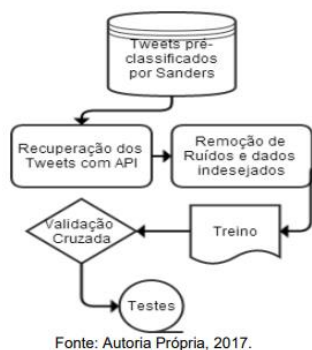 Tweets pré-
classificados
por Sanders
Recuperação dos
Tweets com API
Remoção de
Ruídos e dados
indesejados
Validação
Cruzada
Treino
Testes
Fonte: Autoria Própria, 2017.